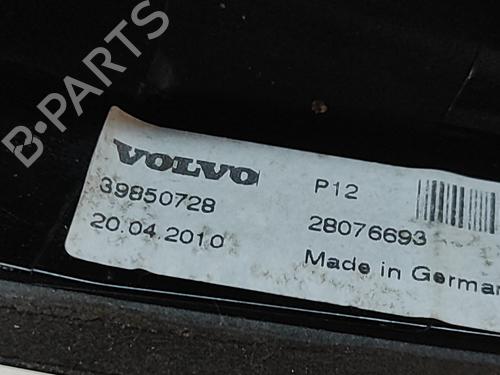 B-PARTS
VOLVO
P12
39850728
28076693
20.04.2010
Made in German